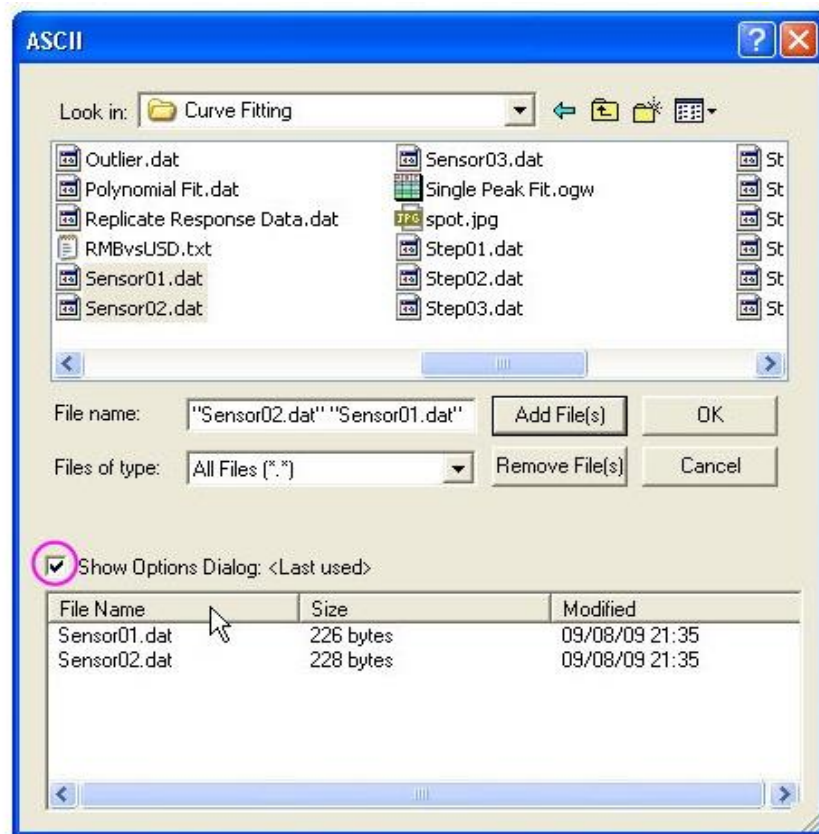 ASCII
Look in: Curve Fitting
Outlier.dat
Polynomial Fit.dat
Replicate Response Data.dat
RMBvsUSD.txt
Sensor01.dat
Sensor02.dat
Sensor03.dat
Single Peak Fit.ogw
JPG spot.jpg
Step01.dat
Step02.dat
Step03.dat
St
St
St
St
St
St
File name: "Sensor02.dat" "Sensor01.dat" Add File(s) OK
Files of type: All Files (*.*) Remove File(s) Cancel
Show Options Dialog: <Last used>
File Name Size Modified
Sensor01.dat 226 bytes 09/08/09 21:35
Sensor02.dat 228 bytes 09/08/09 21:35